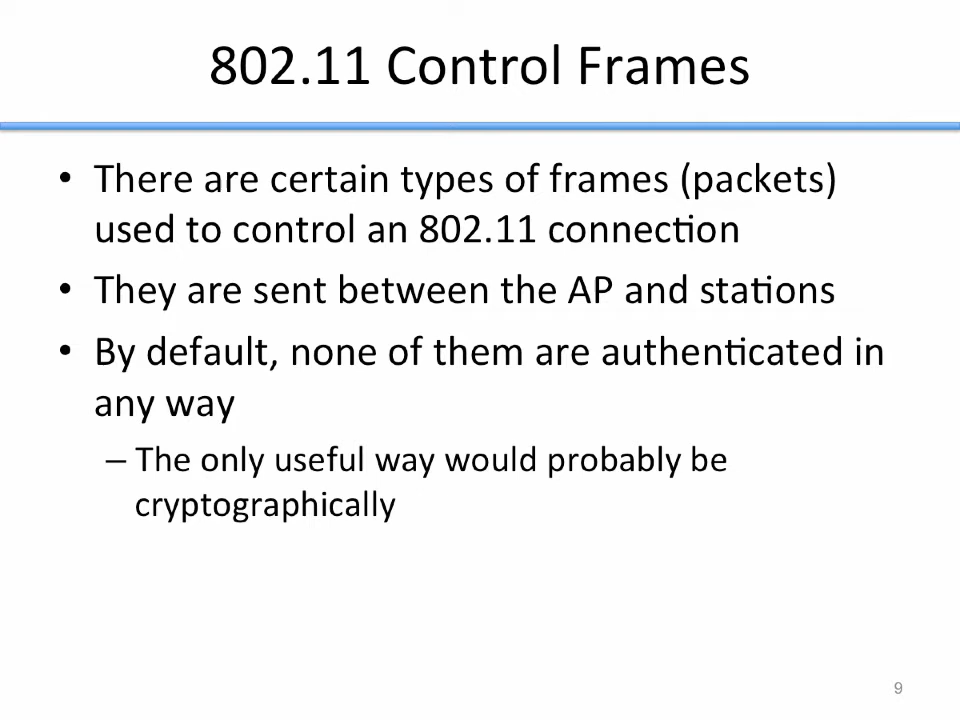 802.11 Control Frames
• There are certain types of frames (packets)
used to control an 802.11 connection
• They are sent between the AP and stations
• By default, none of them are authenticated in
any way
– The only useful way would probably be
cryptographically
9